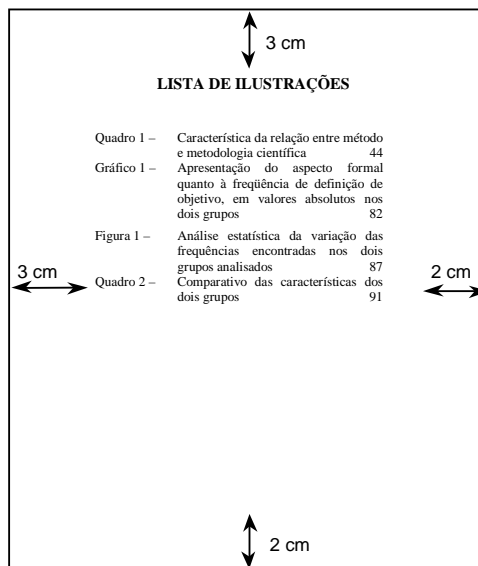 3 cm
LISTA DE ILUSTRAÇÕES
Quadro 1 – Característica da relação entre método
e metodologia científica 44
Gráfico 1 – Apresentação do aspecto formal
quanto à freqüência de definição de
objetivo, em valores absolutos nos
dois grupos 82
Figura 1 – Análise estatística da variação das
frequências encontradas nos dois
grupos analisados 87
3 cm
2 cm
Quadro 2 – Comparativo das características dos
dois grupos 91
2 cm